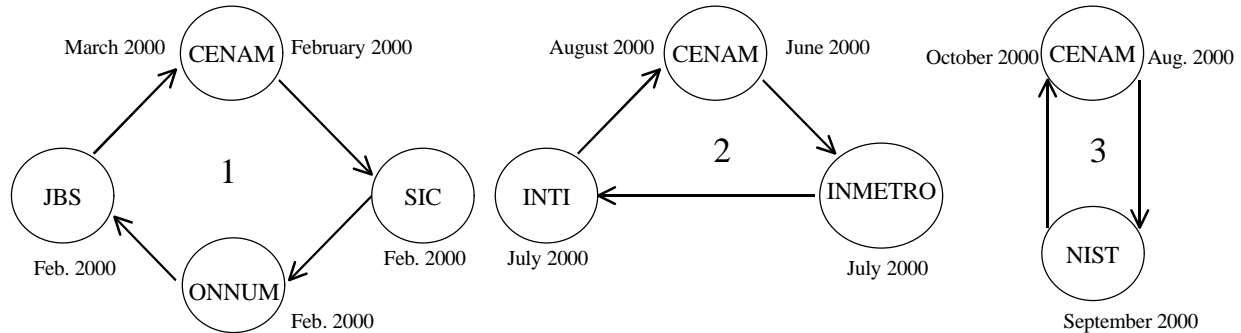 March 2000
CENAM
February 2000
JBS
1
SIC
Feb. 2000
ONNUM
Feb. 2000
Feb. 2000
August 2000
CENAM
June 2000
2
INTI
INMETRO
July 2000
July 2000
October 2000
CENAM
Aug. 2000
3
NIST
September 2000